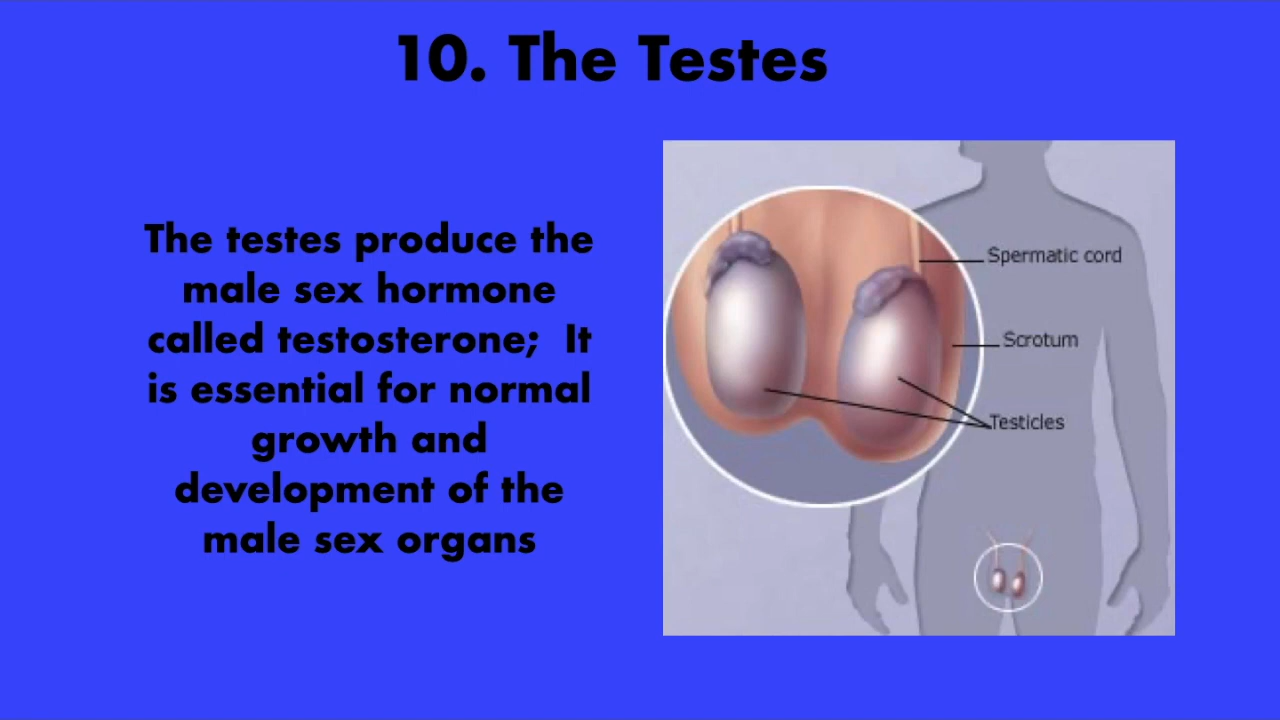 10. The Testes
The testes produce the
male sex hormone
called testosterone;  It
is essential for normal
growth and
development of the
male sex organs
Spermatic cord
Scrotum
Testicles